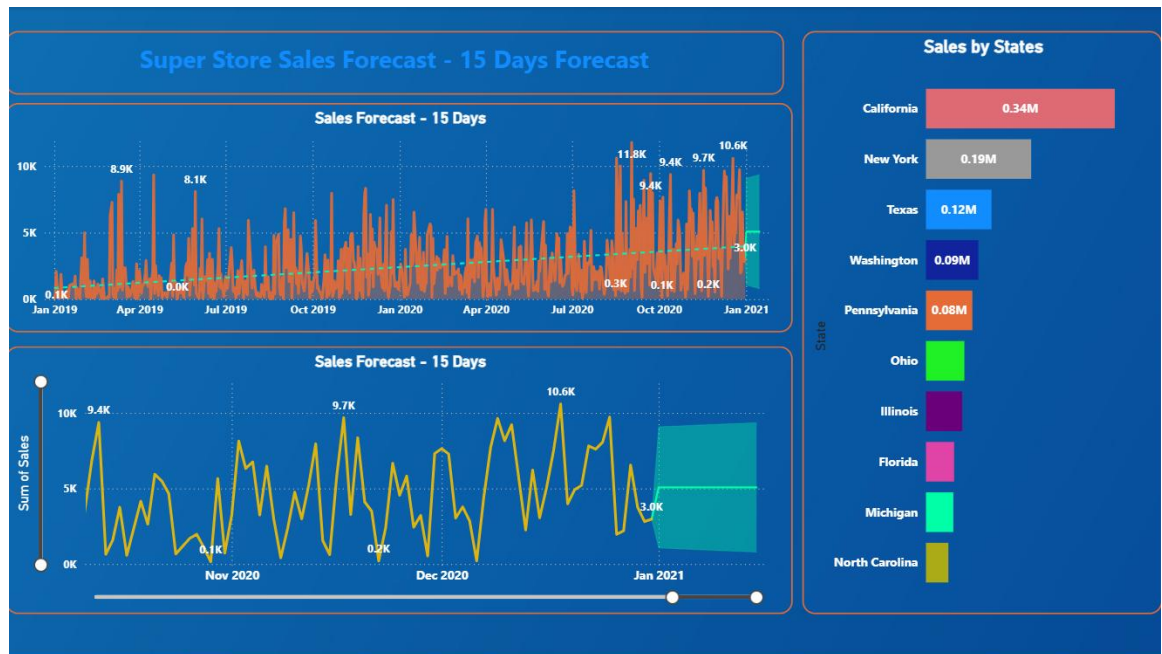 Super Store Sales Forecast - 15 Days Forecast
Sales Forecast - 15 Days
10K
5K
0K
8.9K
8.1K
11.8K
9.4K
9.4K
9.7K
10.6K
3.0K
0.1K
0.0K
0.3K
0.1K
0.2K
Jan 2019
Apr 2019
Jul 2019
Oct 2019
Jan 2020
Apr 2020
Jul 2020
Oct 2020
Jan 2021
Sales Forecast - 15 Days
Sum of Sales
10K
5K
0K
9.4K
9.7K
10.6K
3.0K
0.1K
0.2K
Nov 2020
Dec 2020
Jan 2021
Sales by States
State
California 0.34M
New York 0.19M
Texas 0.12M
Washington 0.09M
Pennsylvania 0.08M
Ohio
Illinois
Florida
Michigan
North Carolina